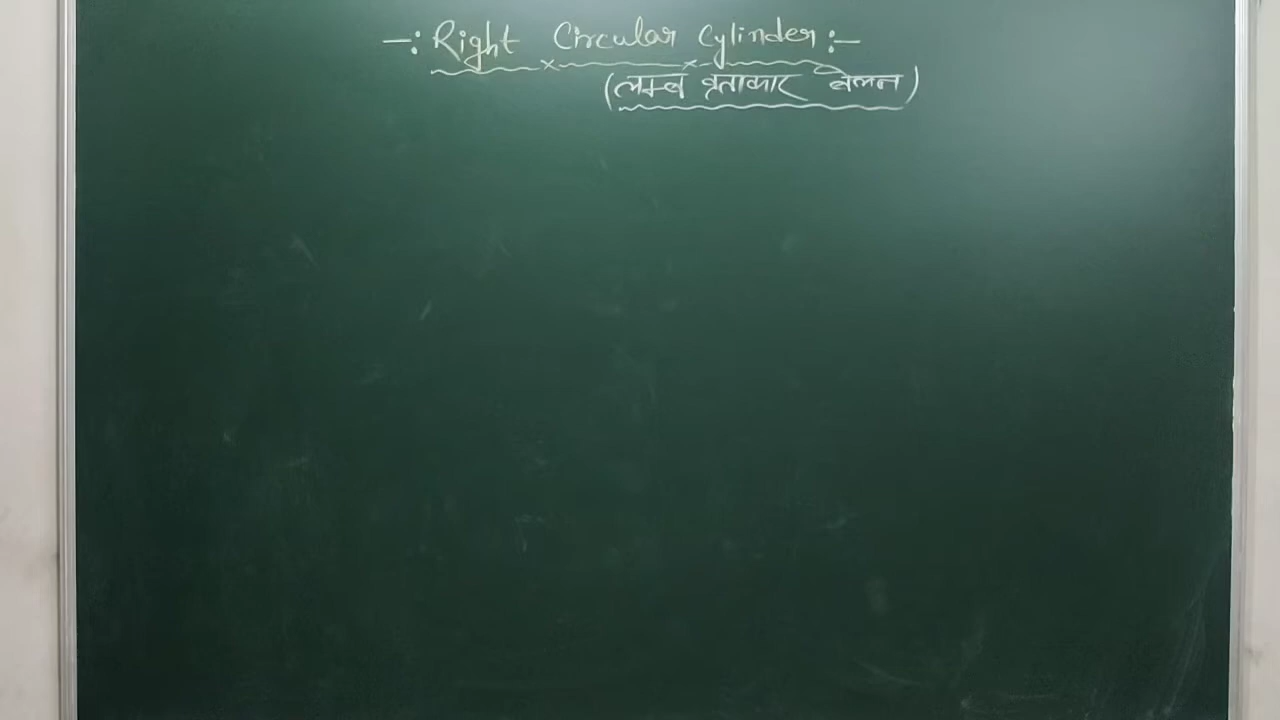 -: Right Circular Cylinder :-
(लम्ब वृताकार बेलन)